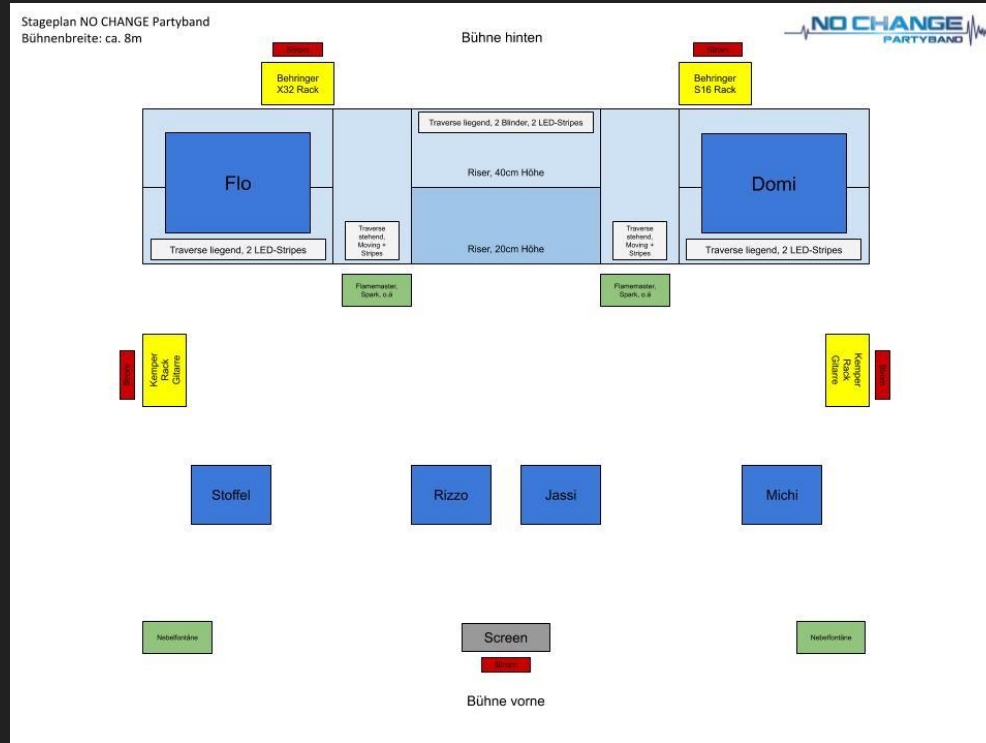 Stageplan NO CHANGE Partyband
Bühnenbreite: ca. 8m
Bühne hinten
NO CHANGE
PARTYBAND
Strom
Strom
Behringer
X32 Rack
Behringer
S16 Rack
Traverse liegend, 2 Blinder, 2 LED-Stripes
Flo
Riser, 40cm Höhe
Domi
Traverse liegend, 2 LED-Stripes
Traverse
stehend,
Moving +
Stripes
Riser, 20cm Höhe
Traverse
stehend,
Moving +
Stripes
Traverse liegend, 2 LED-Stripes
Flamemaster,
Spark, o.ä
Flamemaster,
Spark, o.ä
Strom
Kemper
Rack
Gitarre
Kemper
Rack
Gitarre
Strom
Stoffel
Rizzo
Jassi
Michi
Nebelfontäne
Screen
Nebelfontäne
Strom
Bühne vorne